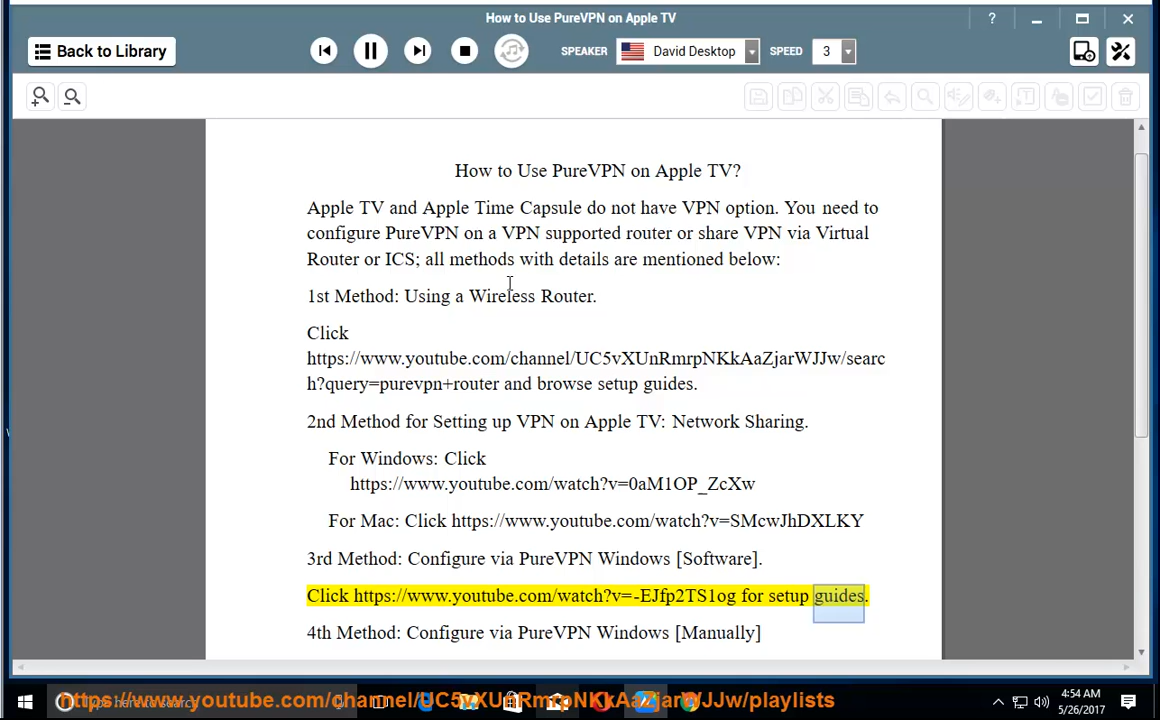 How to Use PureVPN on Apple TV
?
Back to Library
SPEAKER
David Desktop
SPEED
3
How to Use PureVPN on Apple TV?
Apple TV and Apple Time Capsule do not have VPN option. You need to
configure PureVPN on a VPN supported router or share VPN via Virtual
Router or ICS; all methods with details are mentioned below:
1st Method: Using a Wireless Router.
Click
https://www.youtube.com/channel/UC5vXUnRmrpNKkAaZjarWJJw/searc
h?query=purevpn+router and browse setup guides.
2nd Method for Setting up VPN on Apple TV: Network Sharing.
For Windows: Click
https://www.youtube.com/watch?v=0aM1OP_ZcXw
For Mac: Click https://www.youtube.com/watch?v=SMcwJhDXLKY
3rd Method: Configure via PureVPN Windows [Software].
Click https://www.youtube.com/watch?v=-EJfp2TS1og for setup guides.
4th Method: Configure via PureVPN Windows [Manually]
https://www.youtube.com/channel/UC5vXUnRmrpNKkAaZjarWJJw/playlists
4:54 AM
5/26/2017